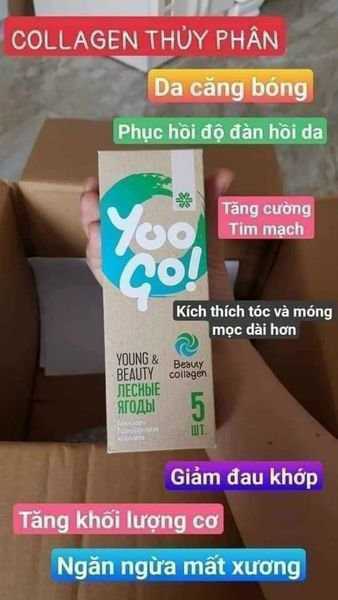 COLLAGEN THỦY PHÂN
Da căng bóng
Phục hồi độ đàn hồi da
Yoo
Go!
Tăng cường
Tim mạch
Kích thích tóc và móng
mọc dài hơn
YOUNG &
BEAUTY
ЛЕСНЫЕ
ЯГОДЫ
Beauty
collagen
5
ШТ.
Giảm đau khớp
Tăng khối lượng cơ
Ngăn ngừa mất xương